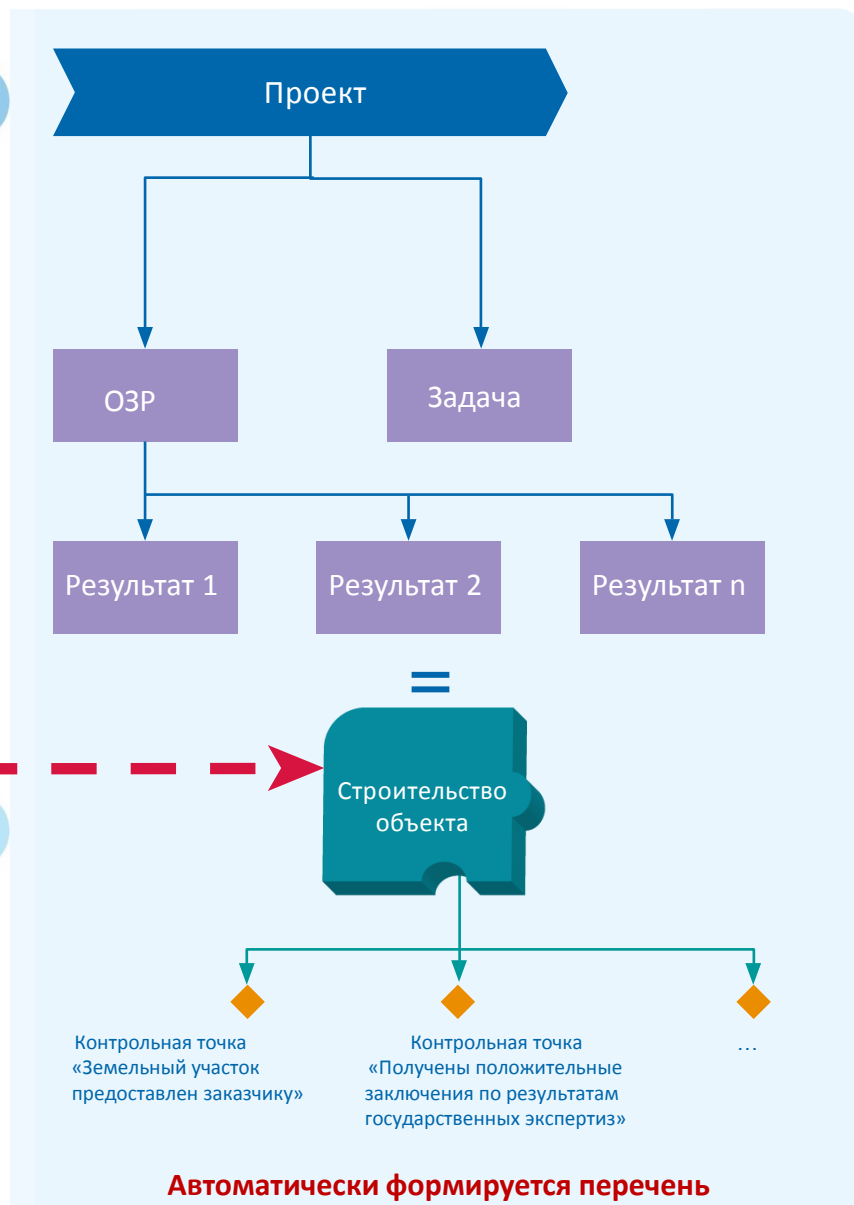 Проект
ОЗР
Задача
Результат 1
Результат 2
Результат n
=
Строительство
объекта
Контрольная точка
«Земельный участок
предоставлен заказчику»
Контрольная точка
«Получены положительные
заключения по результатам
государственных экспертиз»
...
Автоматически формируется перечень